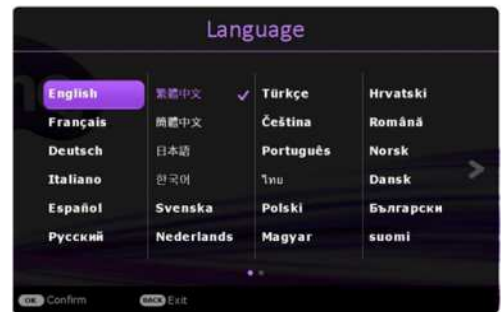 Language
English
Français
Deutsch
Italiano
Español
Русский
繁體中文
簡體中文
日本語
한국어
Svenska
Nederlands
Türkçe
Čeština
Português
ไทย
Polski
Magyar
Hrvatski
Română
Norsk
Dansk
Български
suomi
OK Confirm BACK Exit